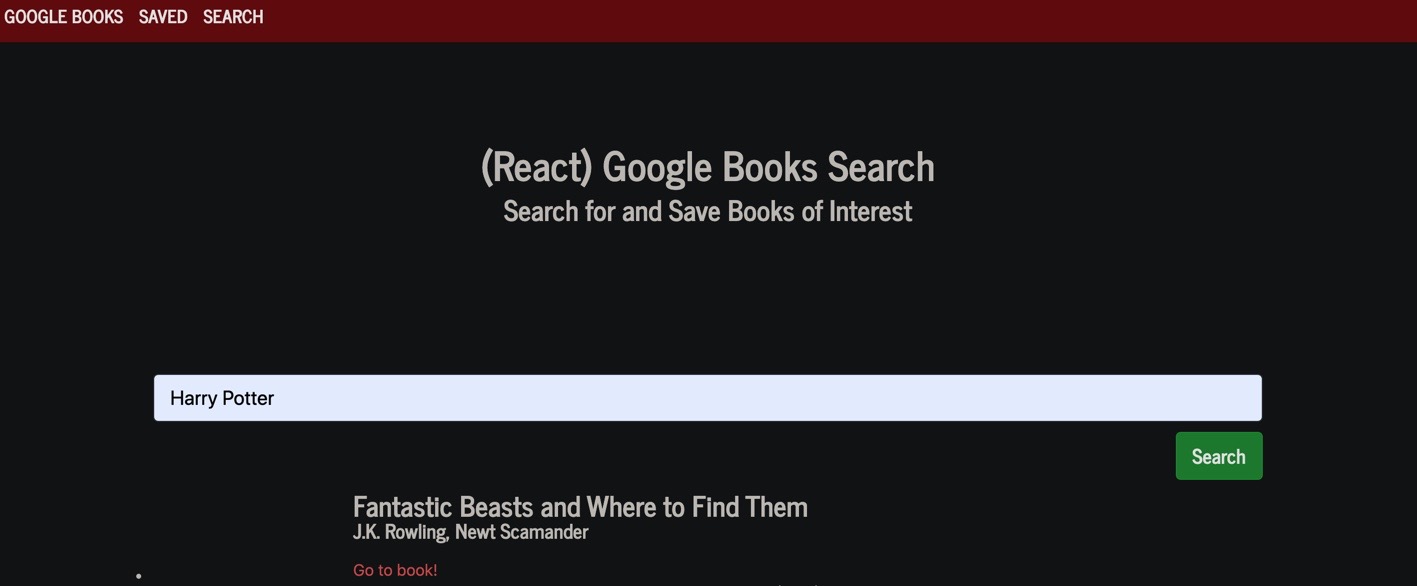 GOOGLE BOOKS SAVED SEARCH
(React) Google Books Search
Search for and Save Books of Interest
Harry Potter
Search
Fantastic Beasts and Where to Find Them
J.K. Rowling, Newt Scamander
Go to book!